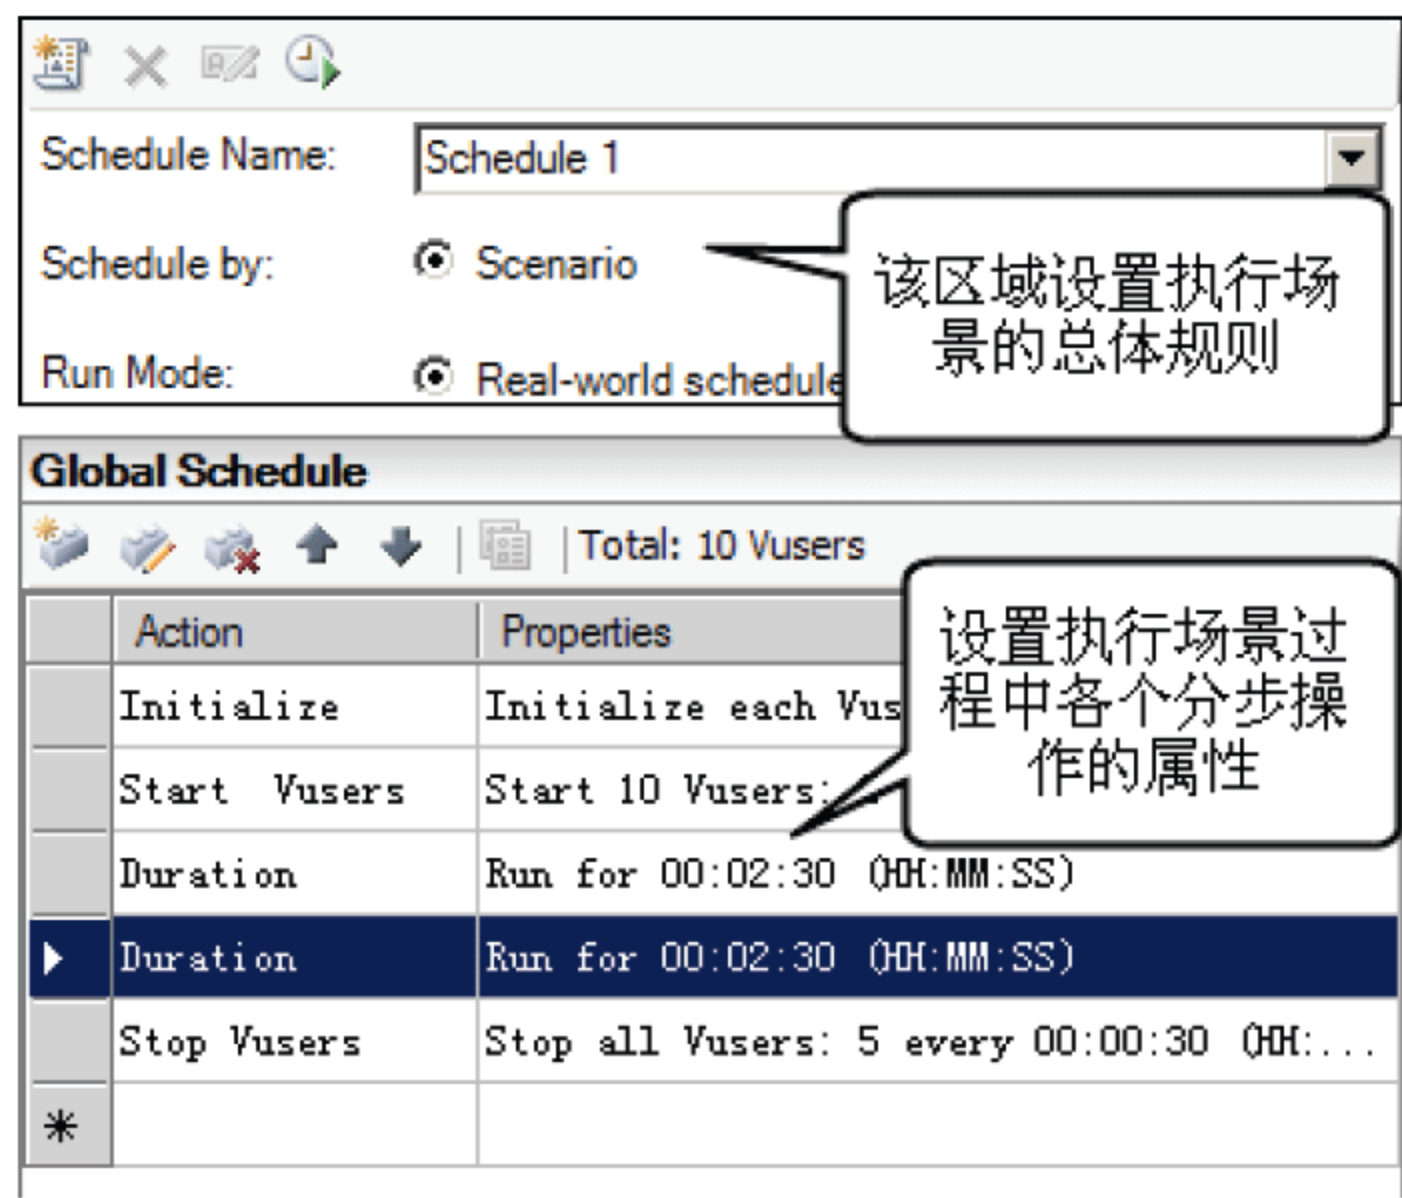 Schedule Name:
Schedule 1
Schedule by:
Scenario
该区域设置执行场
景的总体规则
Run Mode:
Real-world schedule
Global Schedule
Total: 10 Vusers
Action
Properties
设置执行场景过
程中各个分步操
作的属性
Initialize
Initialize each Vus
Start Vusers
Start 10 Vusers:
Duration
Run for 00:02:30 (HH:MM:SS)
Duration
Run for 00:02:30 (HH:MM:SS)
Stop Vusers
Stop all Vusers: 5 every 00:00:30 (HH:...